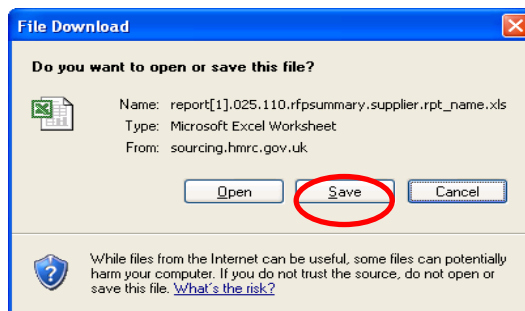 File Download
Do you want to open or save this file?
Name: report[1].025.110.rfpsummary.supplier.rpt_name.xls
Type: Microsoft Excel Worksheet
From: sourcing.hmrc.gov.uk
Open Save Cancel
While files from the Internet can be useful, some files can potentially
harm your computer. If you do not trust the source, do not open or
save this file. What's the risk?